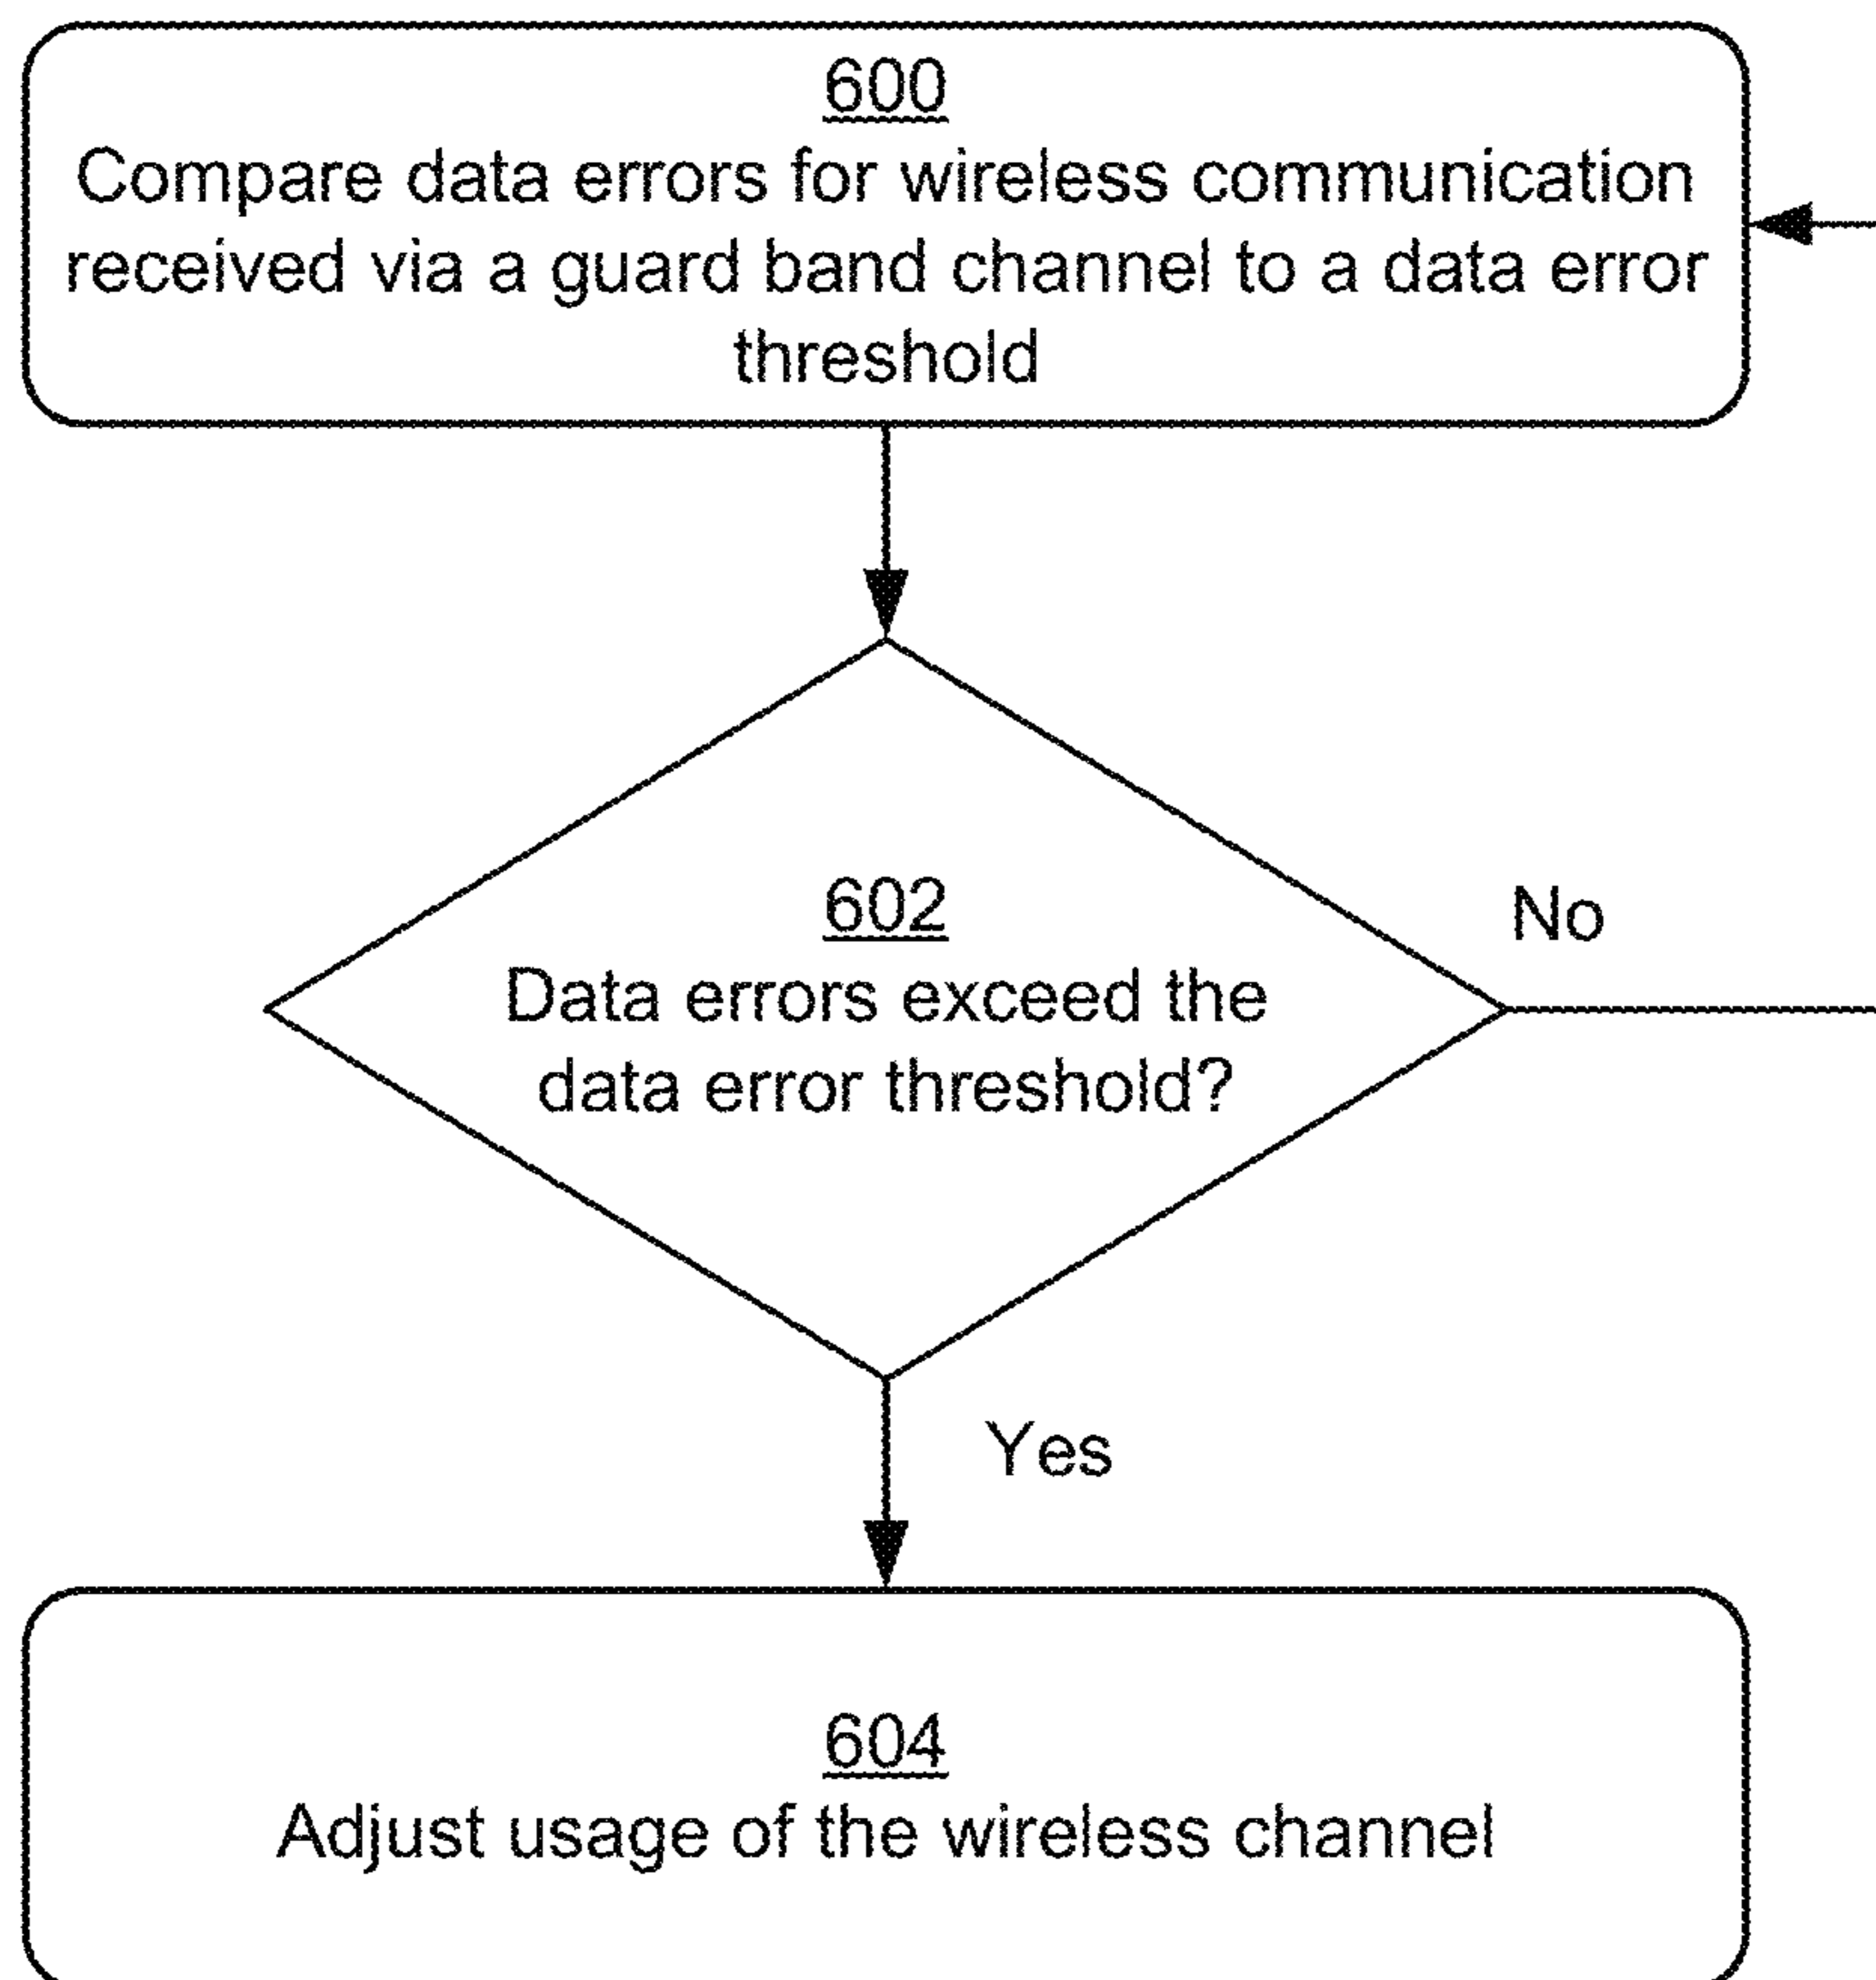 600
Compare data errors for wireless communication
received via a guard band channel to a data error
threshold
602
Data errors exceed the
data error threshold?
No
Yes
604
Adjust usage of the wireless channel